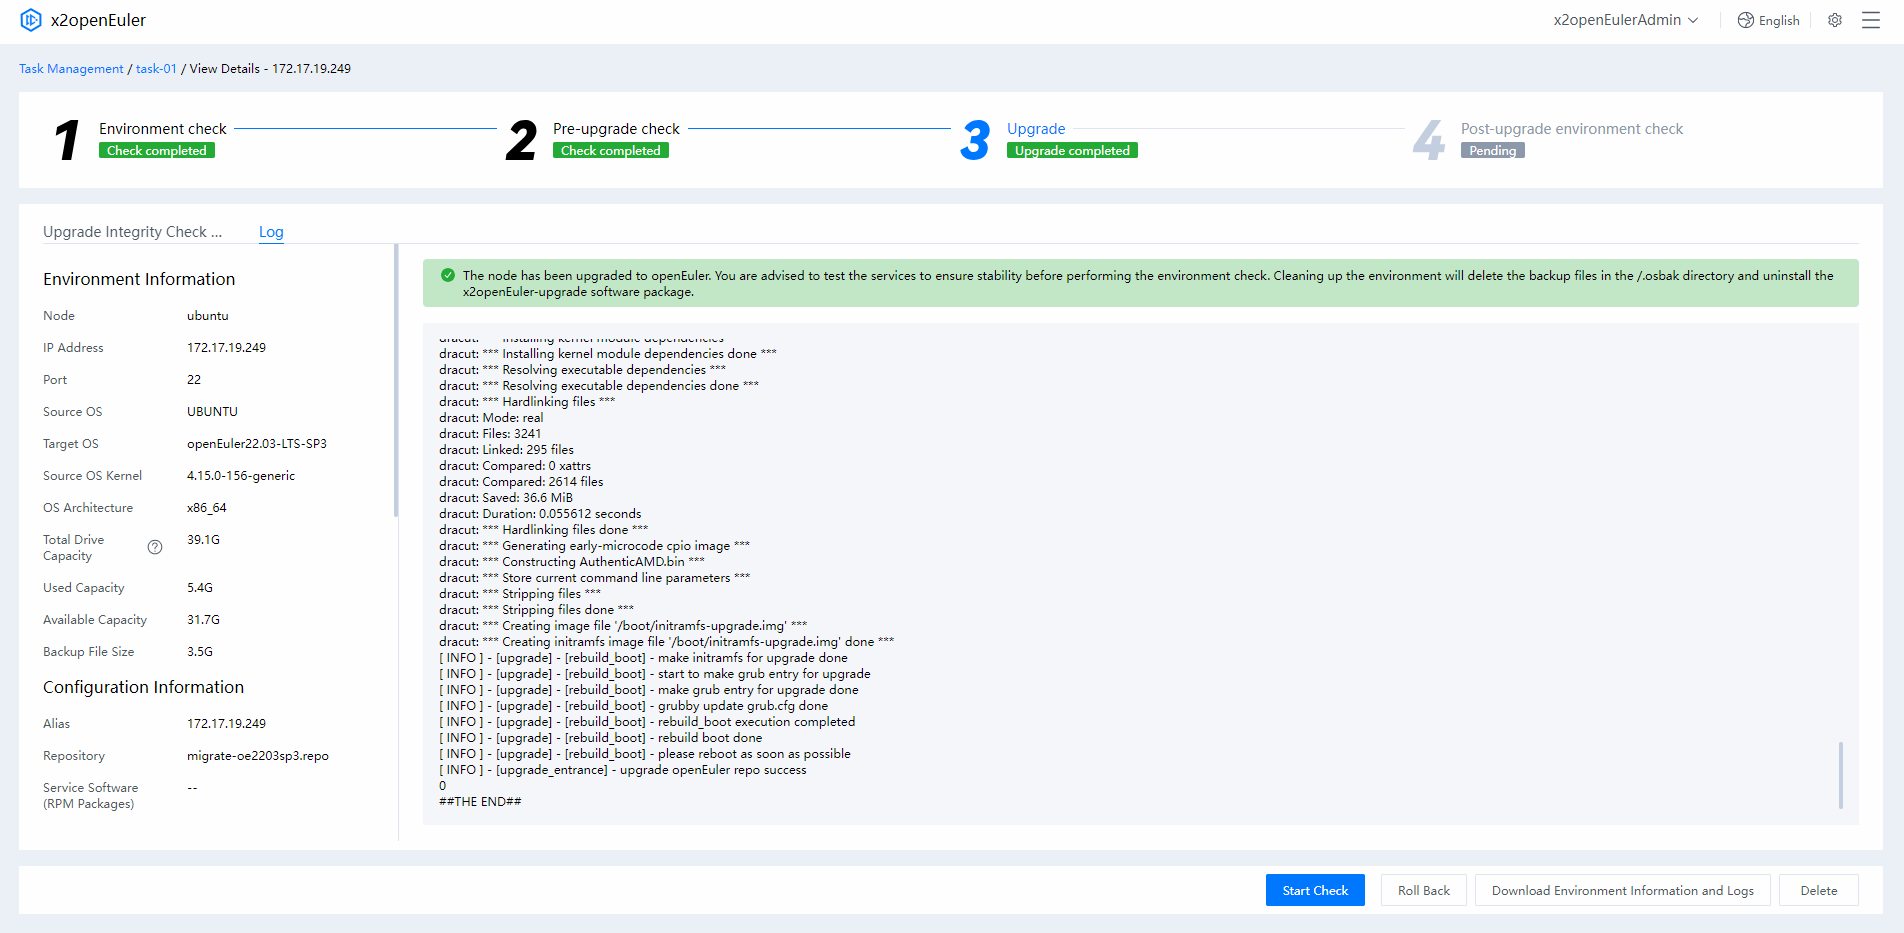 x2openEuler
x2openEulerAdmin
English
Task Management / task-01 / View Details - 172.17.19.249
1
Environment check
Check completed
2
Pre-upgrade check
Check completed
3
Upgrade
Upgrade completed
4
Post-upgrade environment check
Pending
Upgrade Integrity Check ...
Log
Environment Information
Node ubuntu
IP Address 172.17.19.249
Port 22
Source OS UBUNTU
Target OS openEuler22.03-LTS-SP3
Source OS Kernel 4.15.0-156-generic
OS Architecture x86_64
Total Drive
Capacity
39.1G
Used Capacity 5.4G
Available Capacity 31.7G
Backup File Size 3.5G
Configuration Information
Alias 172.17.19.249
Repository migrate-oe2203sp3.repo
Service Software
(RPM Packages)
--
The node has been upgraded to openEuler. You are advised to test the services to ensure stability before performing the environment check. Cleaning up the environment will delete the backup files in the /.osbak directory and uninstall the
x2openEuler-upgrade software package.
dracut: *** Installing kernel module dependencies ***
dracut: *** Installing kernel module dependencies done ***
dracut: *** Resolving executable dependencies ***
dracut: *** Resolving executable dependencies done ***
dracut: *** Hardlinking files ***
dracut: Mode: real
dracut: Files: 3241
dracut: Linked: 295 files
dracut: Compared: 0 xattrs
dracut: Compared: 2614 files
dracut: Saved: 36.6 MiB
dracut: Duration: 0.055612 seconds
dracut: *** Hardlinking files done ***
dracut: *** Generating early-microcode cpio image ***
dracut: *** Constructing AuthenticAMD.bin ***
dracut: *** Store current command line parameters ***
dracut: *** Stripping files ***
dracut: *** Stripping files done ***
dracut: *** Creating image file '/boot/initramfs-upgrade.img' ***
dracut: *** Creating initramfs image file '/boot/initramfs-upgrade.img' done ***
[ INFO ] - [upgrade] - [rebuild_boot] - make initramfs for upgrade done
[ INFO ] - [upgrade] - [rebuild_boot] - start to make grub entry for upgrade
[ INFO ] - [upgrade] - [rebuild_boot] - make grub entry for upgrade done
[ INFO ] - [upgrade] - [rebuild_boot] - grubby update grub.cfg done
[ INFO ] - [upgrade] - [rebuild_boot] - rebuild_boot execution completed
[ INFO ] - [upgrade] - [rebuild_boot] - rebuild boot done
[ INFO ] - [upgrade] - [rebuild_boot] - please reboot as soon as possible
[ INFO ] - [upgrade_entrance] - upgrade openEuler repo success
0
##THE END##
Start Check
Roll Back
Download Environment Information and Logs
Delete